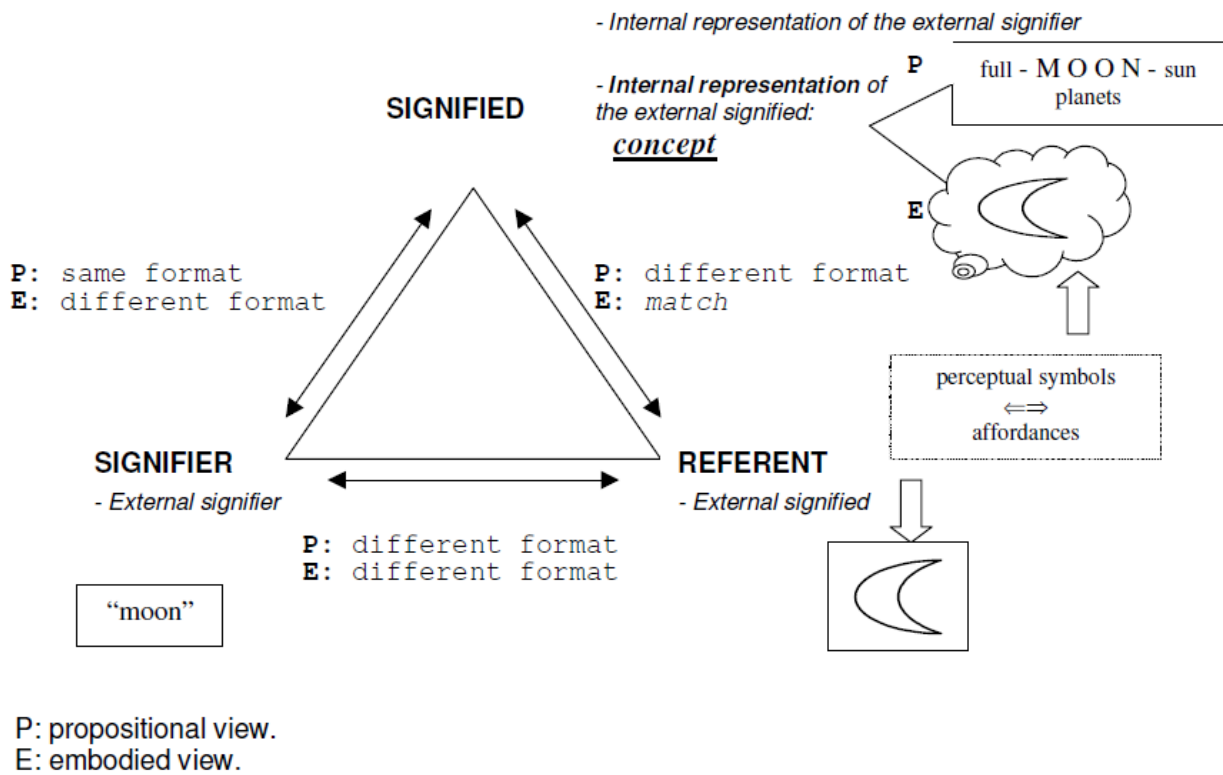 - Internal representation of the external signifier
P
full - M O O N - sun
planets
- Internal representation of
the external signified:
concept
SIGNIFIED
E
P: same format
E: different format
P: different format
E: match
perceptual symbols
⇐⇒
affordances
SIGNIFIER
- External signifier
REFERENT
- External signified
P: different format
E: different format
“moon”
P: propositional view.
E: embodied view.